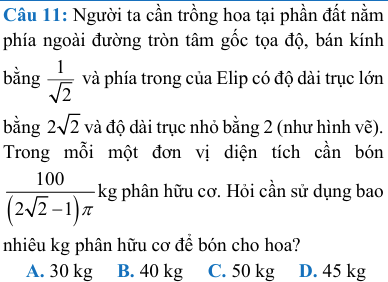 Câu 11: Người ta cần trồng hoa tại phần đất nằm
phía ngoài đường tròn tâm gốc tọa độ, bán kính
bằng \frac{1}{\sqrt{2}} và phía trong của Elip có độ dài trục lớn
bằng 2\sqrt{2} và độ dài trục nhỏ bằng 2 (như hình vẽ).
Trong mỗi một đơn vị diện tích cần bón
\frac{100}{(2\sqrt{2}-1)\pi} kg phân hữu cơ. Hỏi cần sử dụng bao
nhiêu kg phân hữu cơ để bón cho hoa?
A. 30 kg B. 40 kg C. 50 kg D. 45 kg